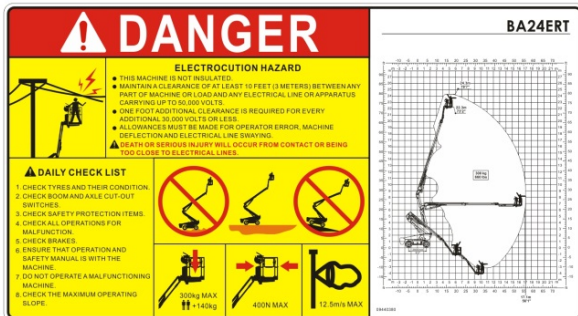 DANGER
ELECTROCUTION HAZARD
● THIS MACHINE IS NOT INSULATED.
● MAINTAIN A CLEARANCE OF AT LEAST 10 FEET (3 METERS) BETWEEN ANY
PART OF MACHINE OR LOAD AND ANY ELECTRICAL LINE OR APPARATUS
CARRYING UP TO 50,000 VOLTS.
● ONE FOOT ADDITIONAL CLEARANCE IS REQUIRED FOR EVERY
ADDITIONAL 30,000 VOLTS OR LESS.
● ALLOWANCES MUST BE MADE FOR OPERATOR ERROR, MACHINE
DEFLECTION AND ELECTRICAL LINE SWAYING.
DEATH OR SERIOUS INJURY WILL OCCUR FROM CONTACT OR BEING
TOO CLOSE TO ELECTRICAL LINES.
DAILY CHECK LIST
1. CHECK TYRES AND THEIR CONDITION.
2. CHECK BOOM AND AXLE CUT-OUT
SWITCHES.
3. CHECK SAFETY PROTECTION ITEMS.
4. CHECK ALL OPERATIONS FOR
MALFUNCTION.
5. CHECK BRAKES.
6. ENSURE THAT OPERATION AND
SAFETY MANUAL IS WITH THE
MACHINE.
7. DO NOT OPERATE A MALFUNCTIONING
MACHINE.
8. CHECK THE MAXIMUM OPERATING
SLOPE.
300kg MAX
+140kg
400N MAX
12.5m/s MAX
BA24ERT